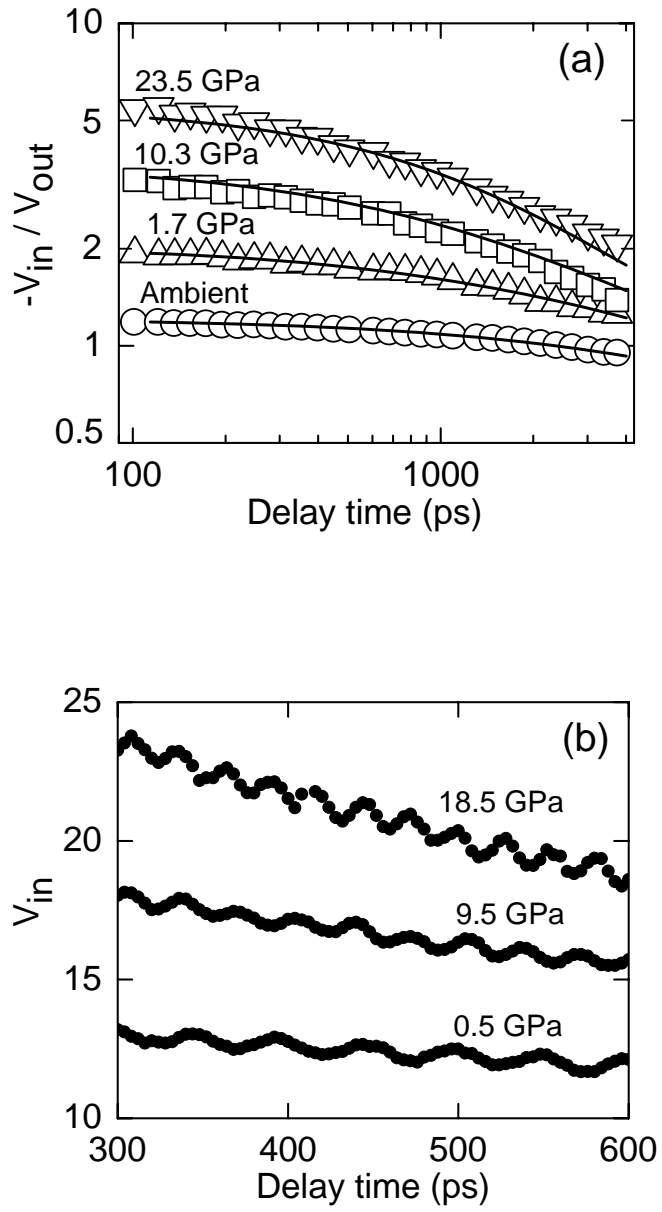 10
(a)
23.5 GPa
5
10.3 GPa
-V_in / V_out
2
1.7 GPa
Ambient
1
0.5
100
1000
Delay time (ps)
25
(b)
18.5 GPa
20
V_in
9.5 GPa
15
0.5 GPa
10
300
400
500
600
Delay time (ps)